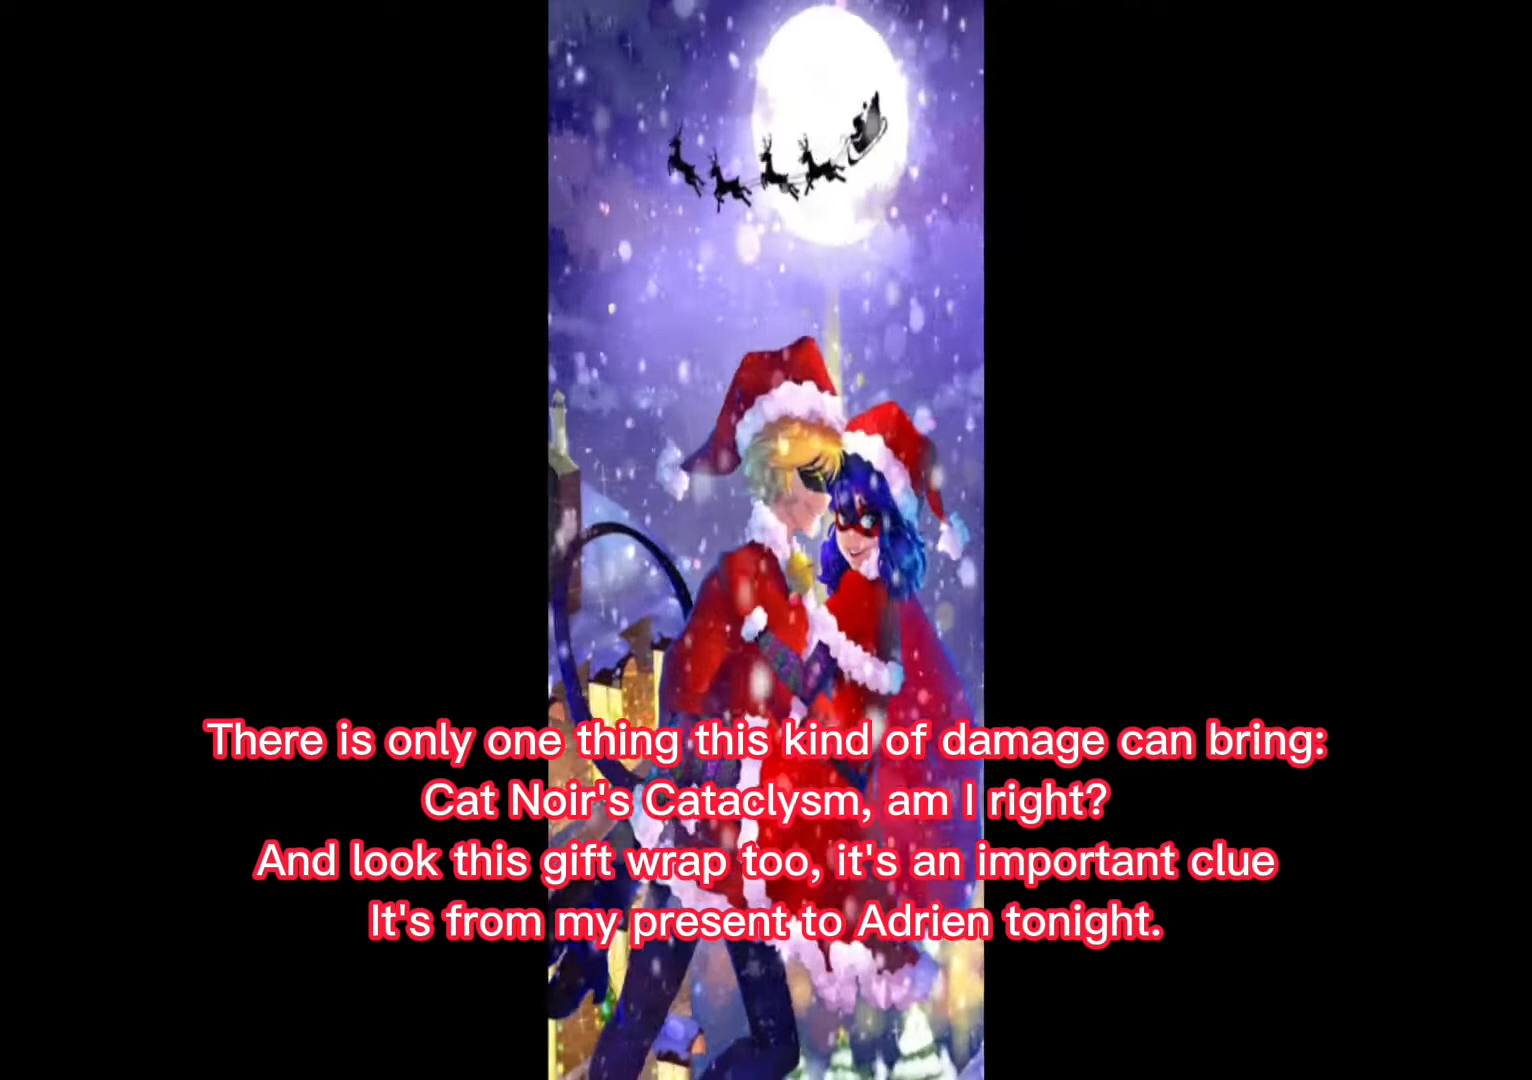 There is only one thing this kind of damage can bring:
Cat Noir's Cataclysm, am I right?
And look this gift wrap too, it's an important clue
It's from my present to Adrien tonight.